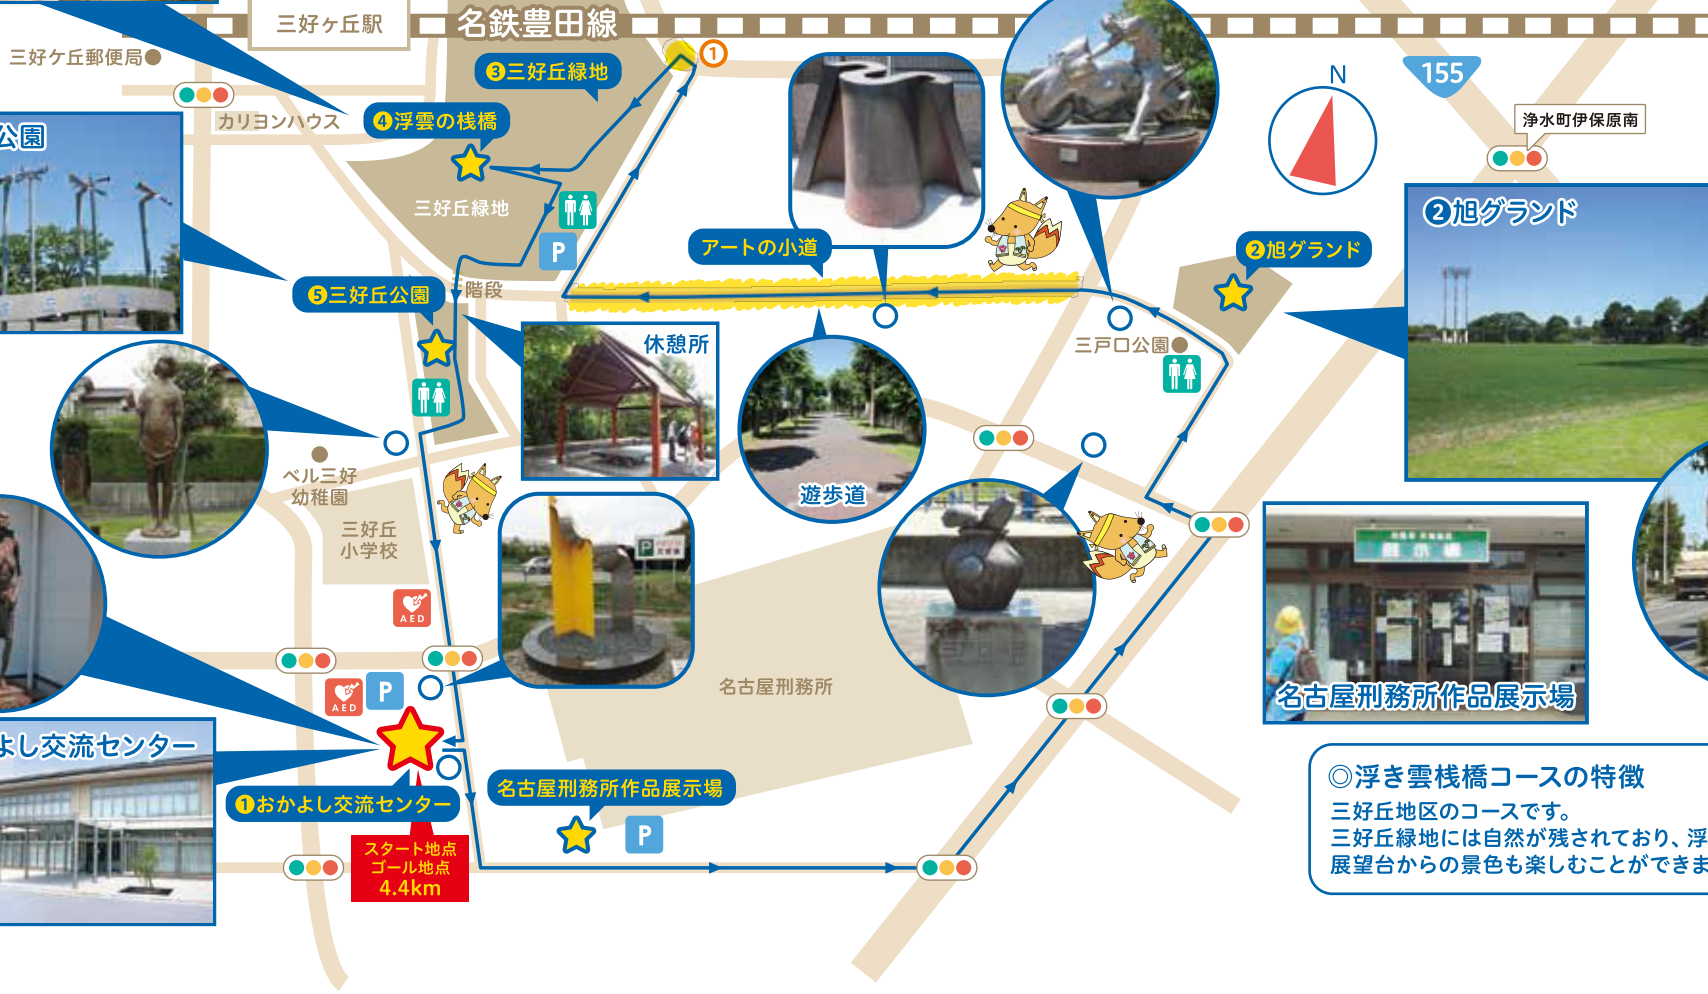 三好ヶ丘駅
名鉄豊田線
三好ケ丘郵便局
①
❸三好丘緑地
155
N
浄水町伊保原南
カリヨンハウス
❹浮雲の桟橋
公園
三好丘緑地
P
アートの小道
❷旭グランド
❷旭グランド
❺三好丘公園
階段
休憩所
三戸口公園
ベル三好
幼稚園
遊歩道
三好丘
小学校
P
AED
AED
P
名古屋刑務所
展示場
名古屋刑務所作品展示場
よし交流センター
❶おかよし交流センター
名古屋刑務所作品展示場
P
スタート地点
ゴール地点
4.4km
◎浮き雲桟橋コースの特徴
三好丘地区のコースです。
三好丘緑地には自然が残されており、浮
展望台からの景色も楽しむことができま